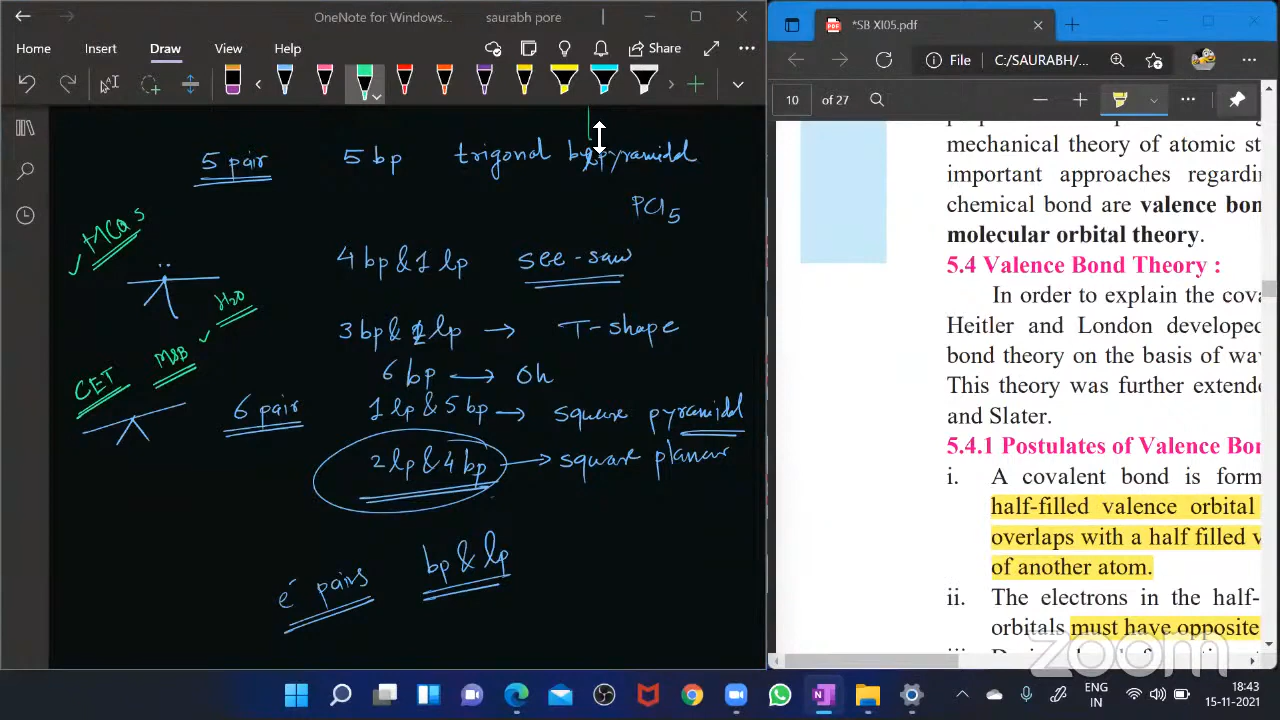 OneNote for Windows...
saurabh pore
Home Insert Draw View Help
Share
5 pair 5 bp trigonal bipyramidal
PCl5
MCQs
4 bp & 1 lp see-saw
H2O
3 bp & 2 lp → T-shape
CET MSB
6 bp → Oh
6 pair 1 lp & 5 bp → square pyramidal
2 lp & 4 bp → square planar
bp & lp
e- pairs
*SB XI05.pdf
File C:/SAURABH/...
10 of 27
mechanical theory of atomic st
important approaches regardi
chemical bond are valence bon
molecular orbital theory.
5.4 Valence Bond Theory :
In order to explain the cova
Heitler and London developed
bond theory on the basis of wav
This theory was further extende
and Slater.
5.4.1 Postulates of Valence Bo
i. A covalent bond is form
half-filled valence orbital
overlaps with a half filled v
of another atom.
ii. The electrons in the half-
orbitals must have opposite
zoom
ENG
IN
18:43
15-11-2021